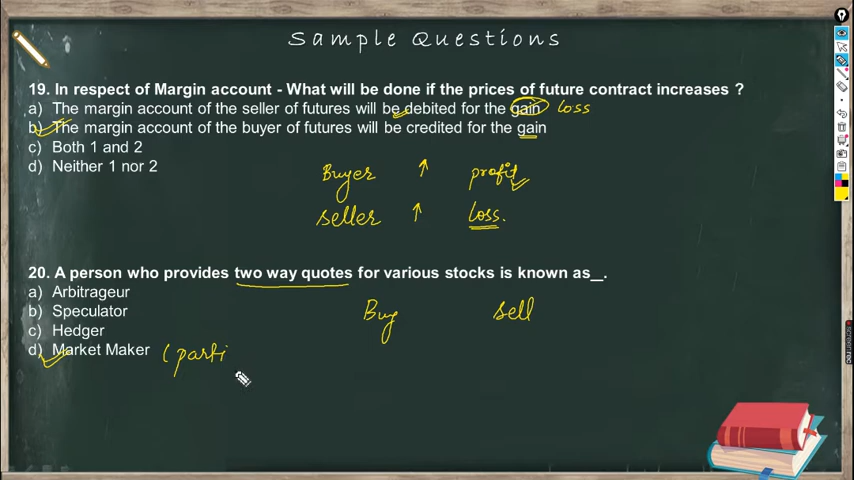 Sample Questions
19. In respect of Margin account - What will be done if the prices of future contract increases ?
a) The margin account of the seller of futures will be debited for the gain loss
b) The margin account of the buyer of futures will be credited for the gain
c) Both 1 and 2
d) Neither 1 nor 2
Buyer ↑ profit
seller ↑ loss.
20. A person who provides two way quotes for various stocks is known as_.
a) Arbitrageur
b) Speculator
c) Hedger
d) Market Maker (parti
Buy sell